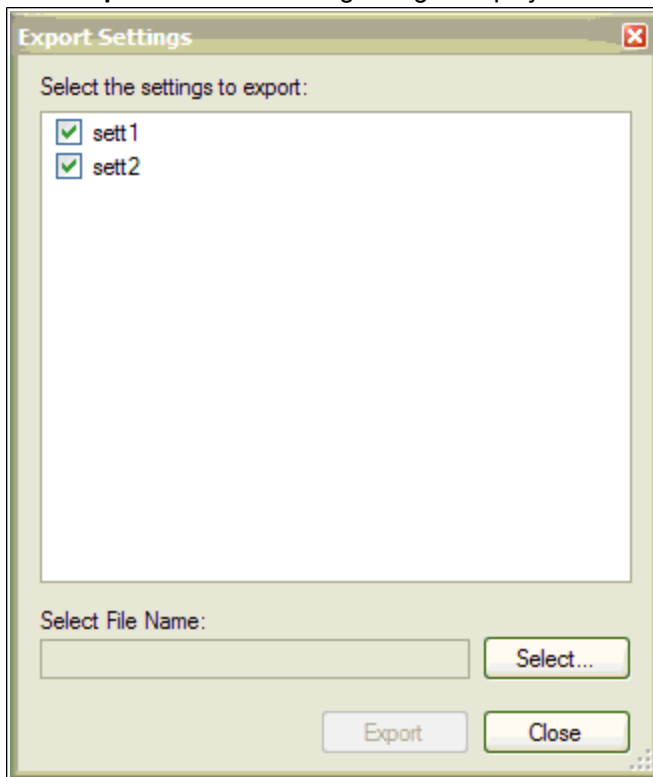 Export Settings
Select the settings to export:
sett1
sett2
Select File Name:
Select...
Export
Close